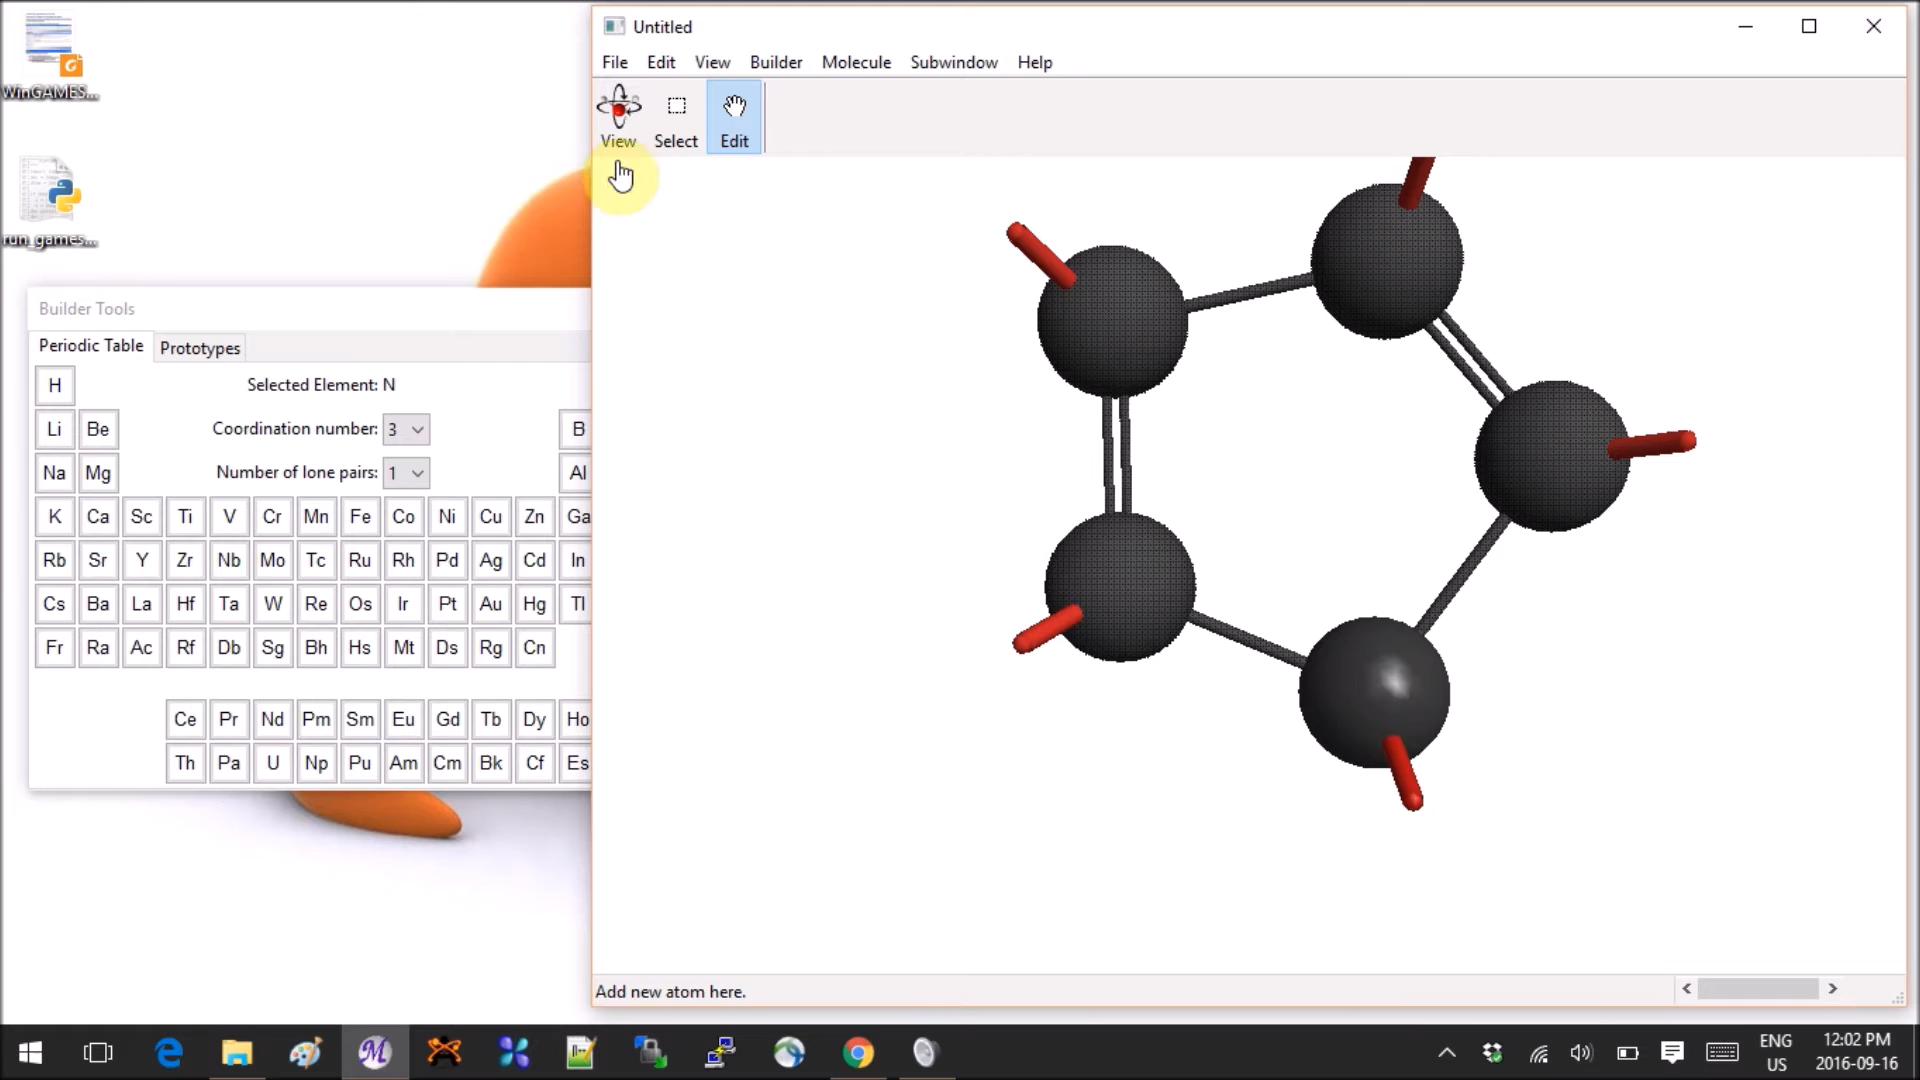 WinGAMES...
run_games...
Builder Tools
Periodic Table
Prototypes
H
Selected Element: N
Li Be
Coordination number: 3
B
Na Mg
Number of lone pairs: 1
Al
K Ca Sc Ti V Cr Mn Fe Co Ni Cu Zn Ga
Rb Sr Y Zr Nb Mo Tc Ru Rh Pd Ag Cd In
Cs Ba La Hf Ta W Re Os Ir Pt Au Hg Tl
Fr Ra Ac Rf Db Sg Bh Hs Mt Ds Rg Cn
Ce Pr Nd Pm Sm Eu Gd Tb Dy Ho
Th Pa U Np Pu Am Cm Bk Cf Es
Untitled
File Edit View Builder Molecule Subwindow Help
View Select Edit
Add new atom here.
ENG
US
12:02 PM
2016-09-16